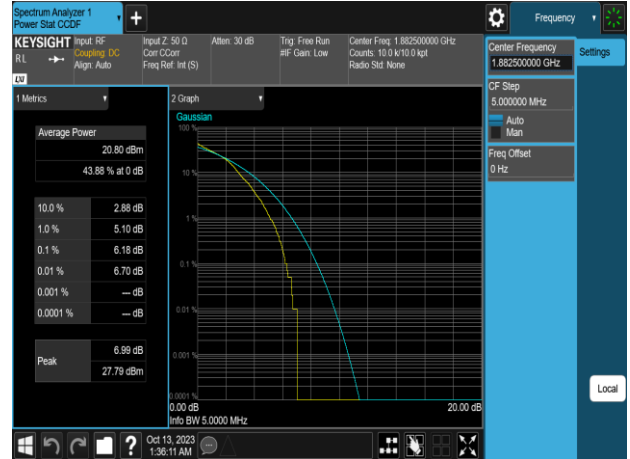 Spectrum Analyzer 1
Power Stat CCDF
+
Frequency
KEYSIGHT
Input: RF
Coupling: DC
Align: Auto
Input Z: 50 Ω
Corr CCorr
Freq Ref: Int (S)
Atten: 30 dB
Trig: Free Run
#IF Gain: Low
Center Freq: 1.882500000 GHz
Counts: 10.0 k/10.0 kpt
Radio Std: None
RL
LXI
Center Frequency
1.882500000 GHz
Settings
CF Step
5.000000 MHz
Auto
Man
Freq Offset
0 Hz
1 Metrics
Average Power
20.80 dBm
43.88 % at 0 dB
10.0 % 2.88 dB
1.0 % 5.10 dB
0.1 % 6.18 dB
0.01 % 6.70 dB
0.001 % --- dB
0.0001 % --- dB
Peak
6.99 dB
27.79 dBm
2 Graph
Gaussian
100 %
10 %
1 %
0.1 %
0.01 %
0.001 %
0.0001 %
0.00 dB
20.00 dB
Info BW 5.0000 MHz
Local
?
Oct 13, 2023
1:36:11 AM